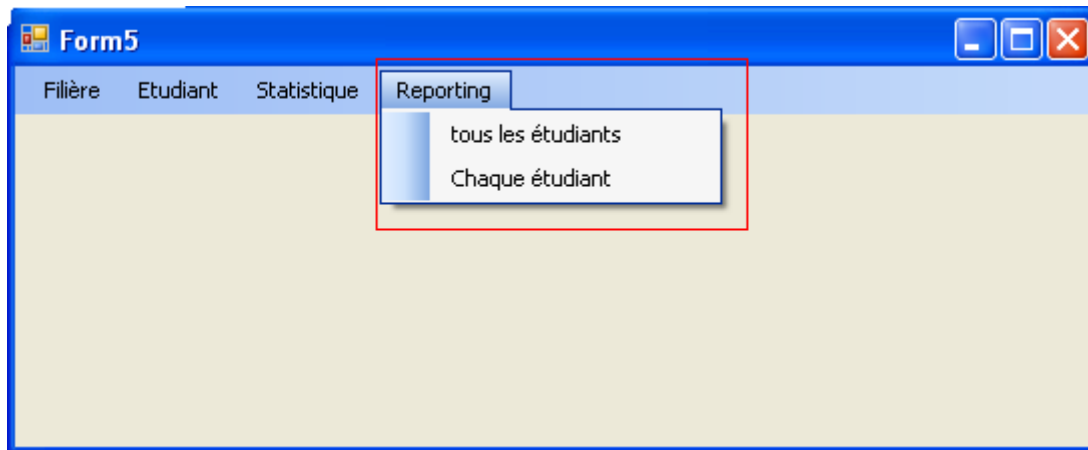 Form5
Filière Etudiant Statistique Reporting
tous les étudiants
Chaque étudiant